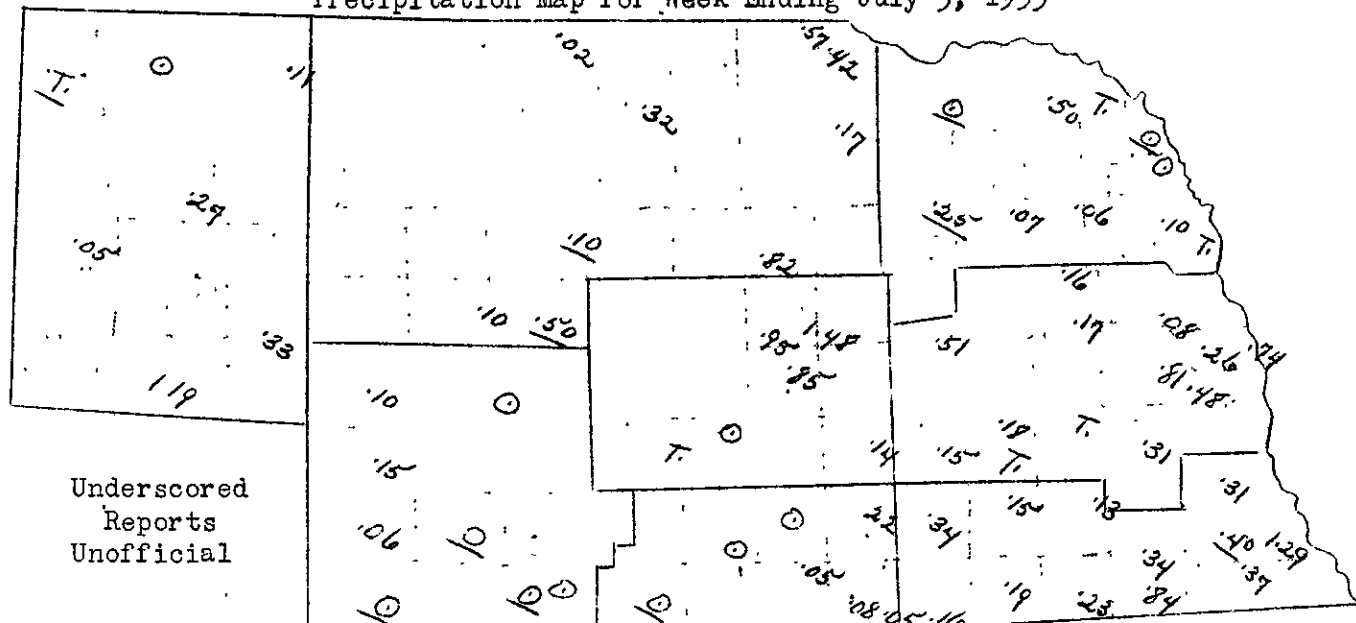 Precipitation Map for Week Ending July
.02
.57 .42
T.
.11
.32
.50 T.
.17
.29
.25 .07 .06 .10 T.
.05
.10
.82
.16
.10 .50
.33
.95 1.48
.51
.17 .08
.26 .74
.85
.81 .48
1 19
.10
.18 T.
T.
.14 .15 T.
.31
.15
Underscored
Reports
Unofficial
.31
.15 .13
.06
.22 .34
.40 1.29
.34 .37
.05
.19 .23 .84
.08 .05